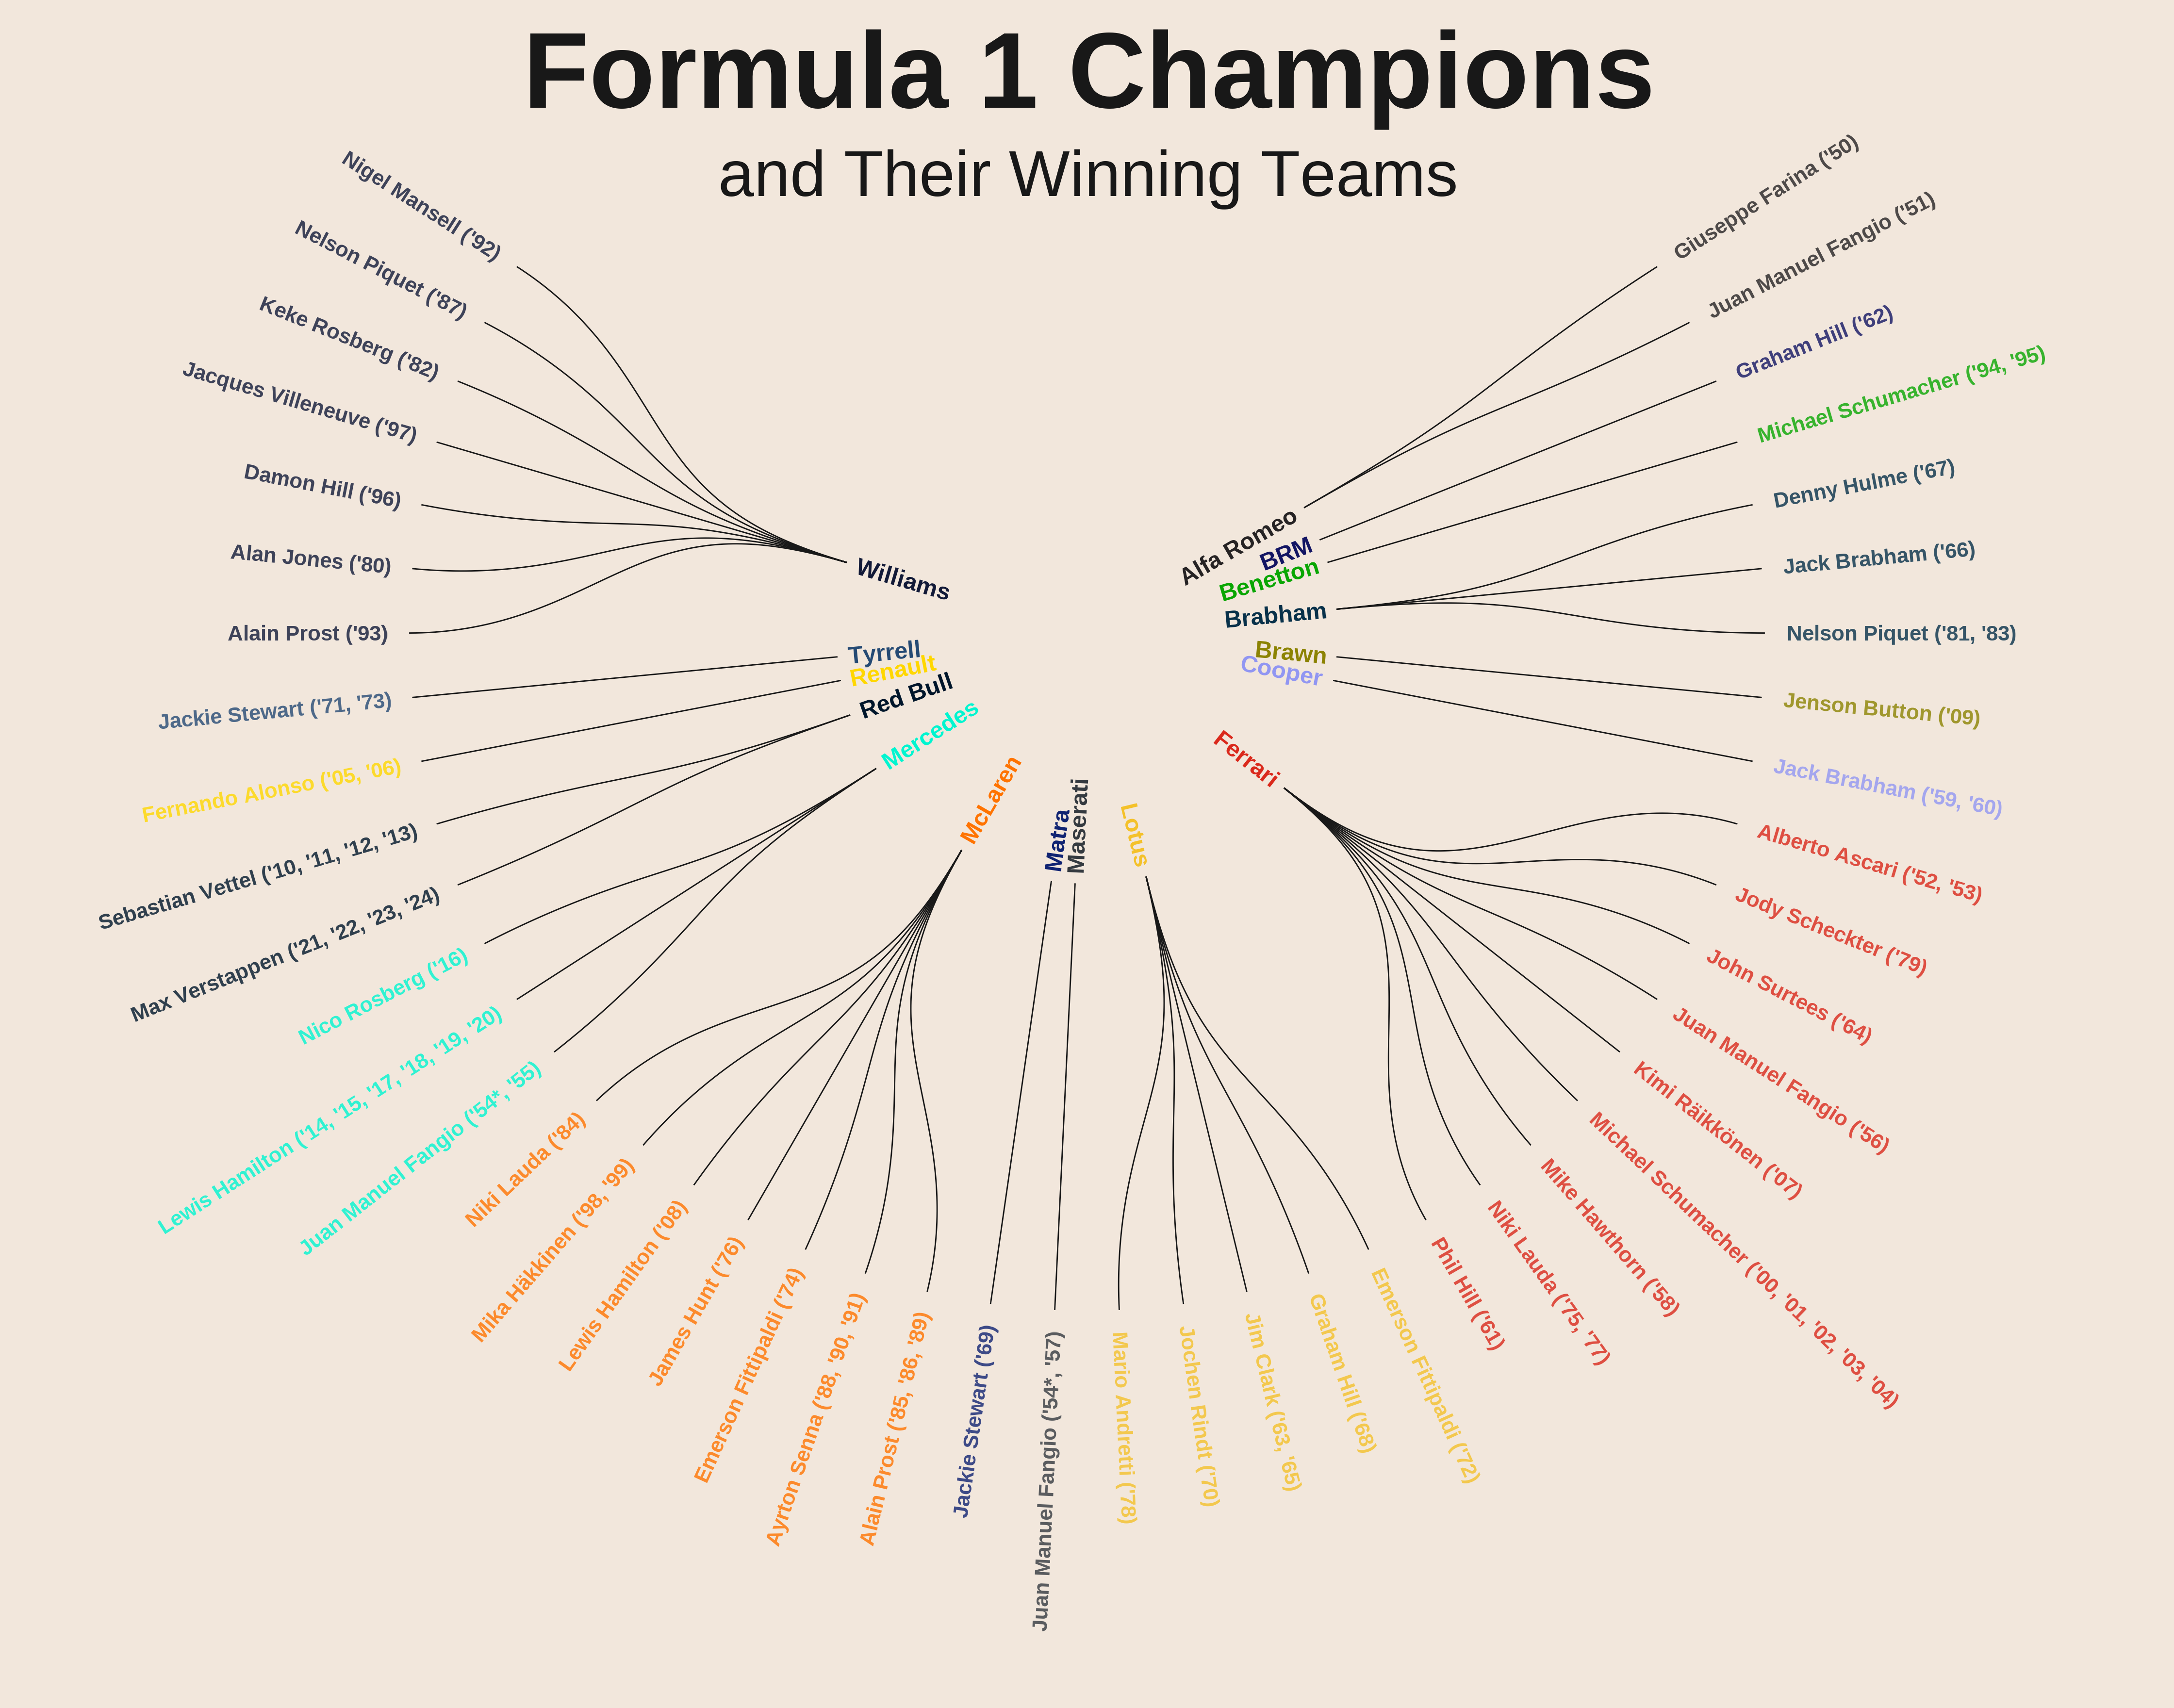 Formula 1 Champions
and Their Winning Teams
Alfa Romeo
Giuseppe Farina ('50)
Juan Manuel Fangio ('51)
BRM
Graham Hill ('62)
Benetton
Michael Schumacher ('94, '95)
Brabham
Denny Hulme ('67)
Jack Brabham ('66)
Nelson Piquet ('81, '83)
Brawn
Jenson Button ('09)
Cooper
Jack Brabham ('59, '60)
Ferrari
Alberto Ascari ('52, '53)
Jody Scheckter ('79)
John Surtees ('64)
Juan Manuel Fangio ('56)
Kimi Räikkönen ('07)
Michael Schumacher ('00, '01, '02, '03, '04)
Mike Hawthorn ('58)
Niki Lauda ('75, '77)
Phil Hill ('61)
Lotus
Emerson Fittipaldi ('72)
Graham Hill ('68)
Jim Clark ('63, '65)
Jochen Rindt ('70)
Mario Andretti ('78)
Maserati
Juan Manuel Fangio ('54*, '57)
Matra
Jackie Stewart ('69)
McLaren
Alain Prost ('85, '86, '89)
Ayrton Senna ('88, '90, '91)
Emerson Fittipaldi ('74)
James Hunt ('76)
Lewis Hamilton ('08)
Mika Häkkinen ('98, '99)
Niki Lauda ('84)
Mercedes
Juan Manuel Fangio ('54*, '55)
Lewis Hamilton ('14, '15, '17, '18, '19, '20)
Nico Rosberg ('16)
Red Bull
Max Verstappen ('21, '22, '23, '24)
Sebastian Vettel ('10, '11, '12, '13)
Renault
Fernando Alonso ('05, '06)
Tyrrell
Jackie Stewart ('71, '73)
Williams
Alain Prost ('93)
Alan Jones ('80)
Damon Hill ('96)
Jacques Villeneuve ('97)
Keke Rosberg ('82)
Nelson Piquet ('87)
Nigel Mansell ('92)